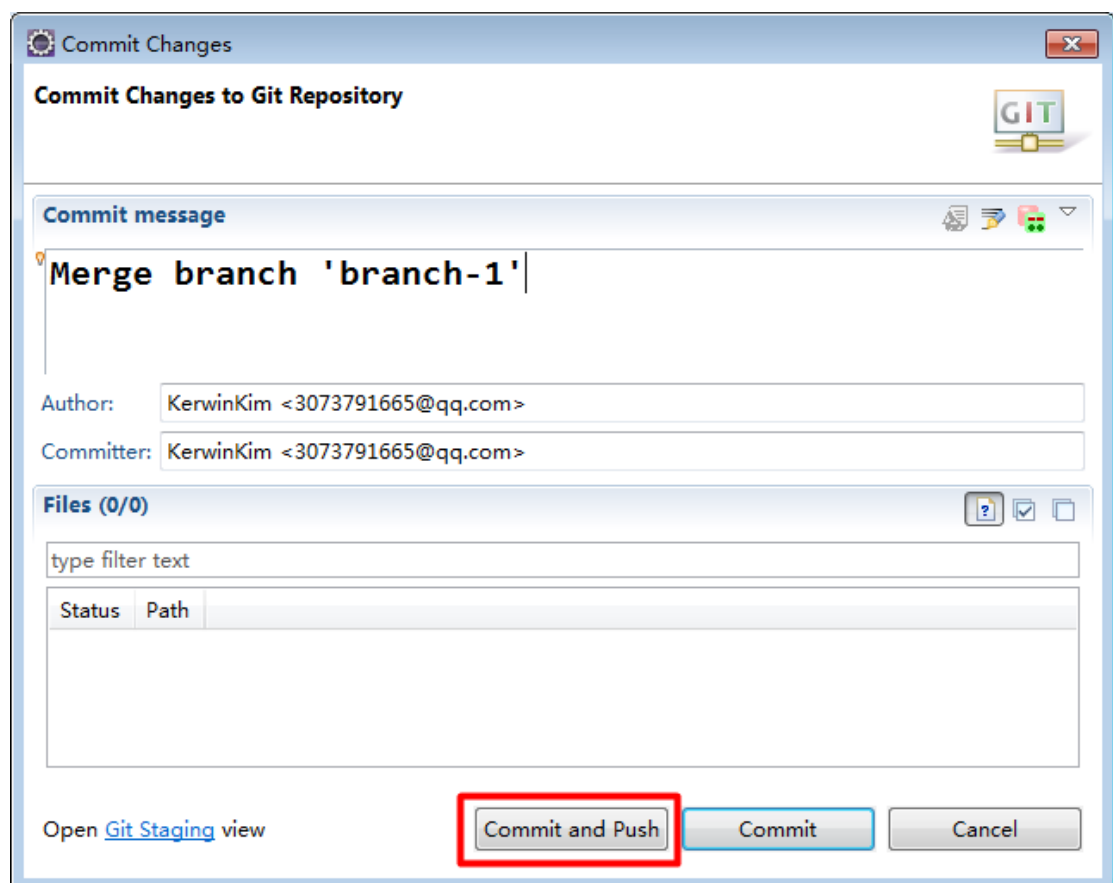 Commit Changes
Commit Changes to Git Repository
GIT
Commit message
Merge branch 'branch-1'
Author: KerwinKim <3073791665@qq.com>
Committer: KerwinKim <3073791665@qq.com>
Files (0/0)
type filter text
Status Path
Open Git Staging view Commit and Push Commit Cancel